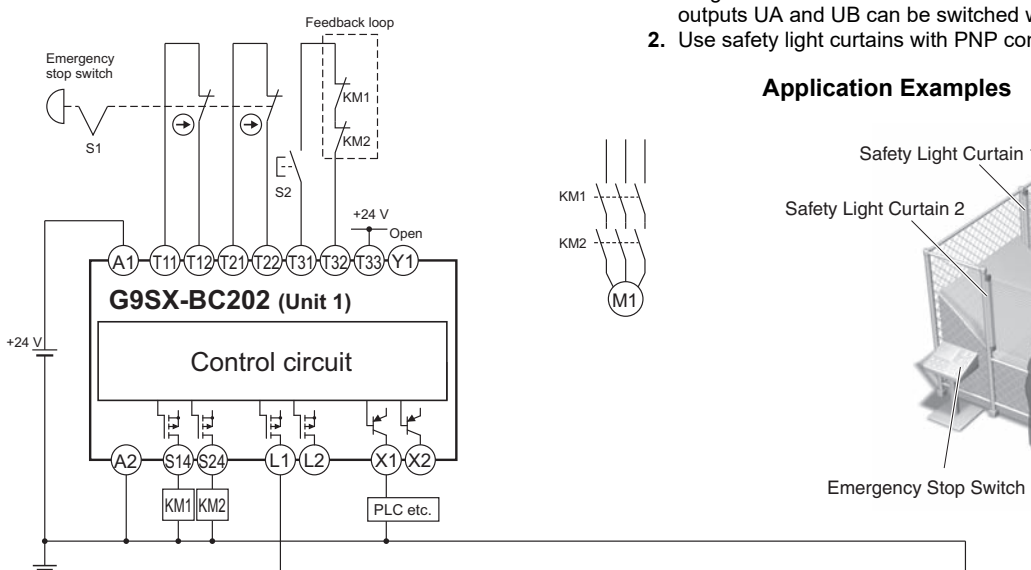 outputs UA and UB can be switched
2. Use safety light curtains with PNP
Application Examples
Feedback loop
Emergency
stop switch
S1
KM1
KM2
S2
+24 V
Open
A1
T11
T12
T21
T22
T31
T32
T33
Y1
G9SX-BC202 (Unit 1)
Control circuit
+24 V
A2
S14
S24
L1
L2
X1
X2
KM1
KM2
PLC etc.
KM1
KM2
M1
Safety Light Curtain
Safety Light Curtain 2
Emergency Stop Switch